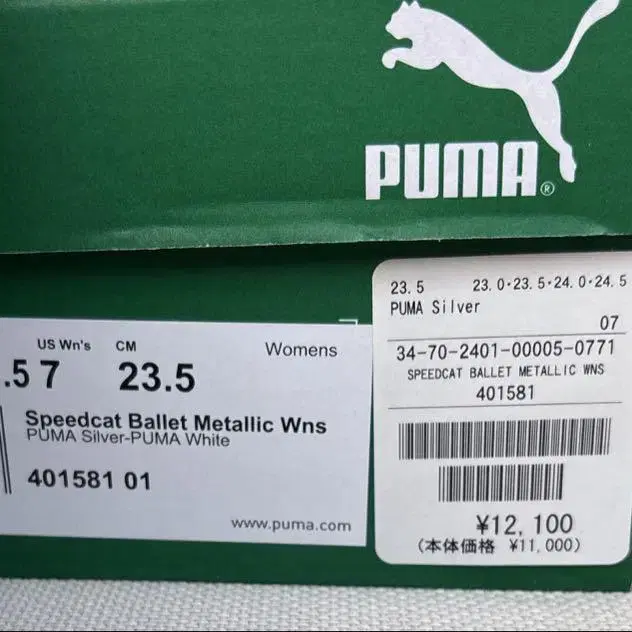 PUMA®
US Wn's CM
.5 7 23.5
Womens
Speedcat Ballet Metallic Wns
PUMA Silver-PUMA White
401581 01
www.puma.com
23.5 23.0･23.5･24.0･24.5
PUMA Silver
07
34-70-2401-00005-0771
SPEEDCAT BALLET METALLIC WNS
401581
¥12,100
(本体価格 ¥11,000)